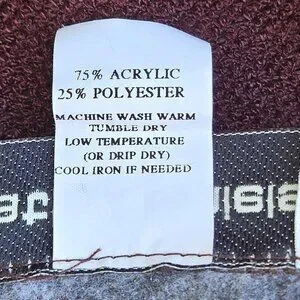 75% ACRYLIC
25% POLYESTER
MACHINE WASH WARM
TUMBLE DRY
LOW TEMPERATURE
(OR DRIP DRY)
COOL IRON IF NEEDED